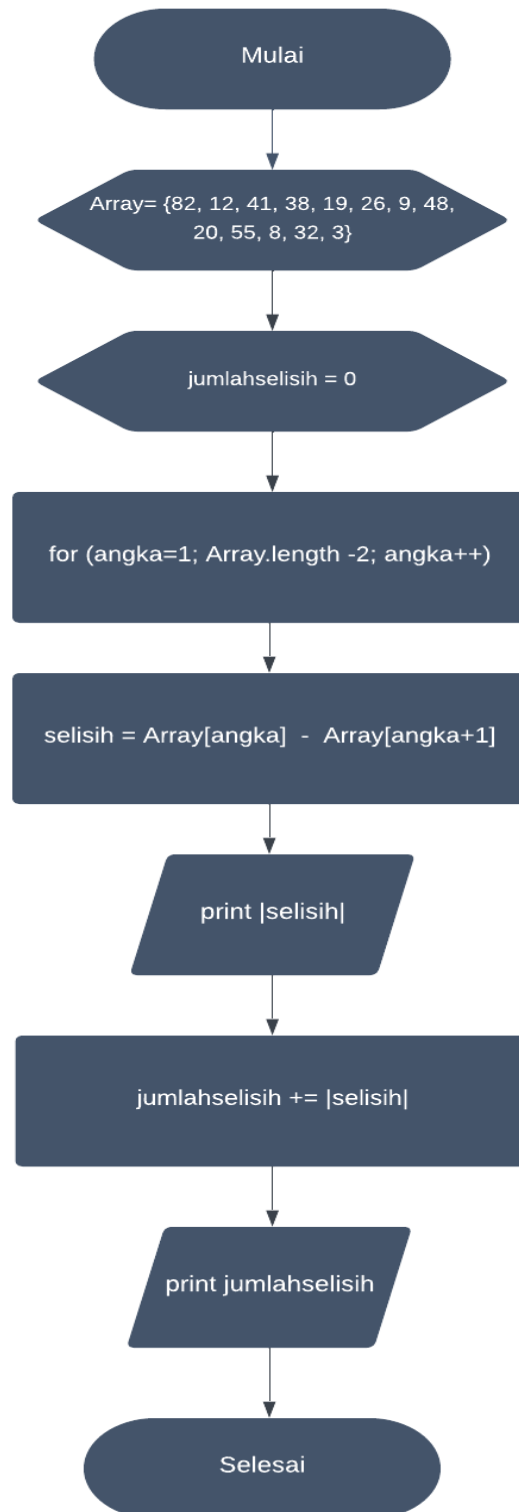 Mulai
Array= {82, 12, 41, 38, 19, 26, 9, 48,
20, 55, 8, 32, 3}
jumlahselisih = 0
for (angka=1; Array.length -2; angka++)
selisih = Array[angka]  -  Array[angka+1]
print |selisih|
jumlahselisih += |selisih|
print jumlahselisih
Selesai